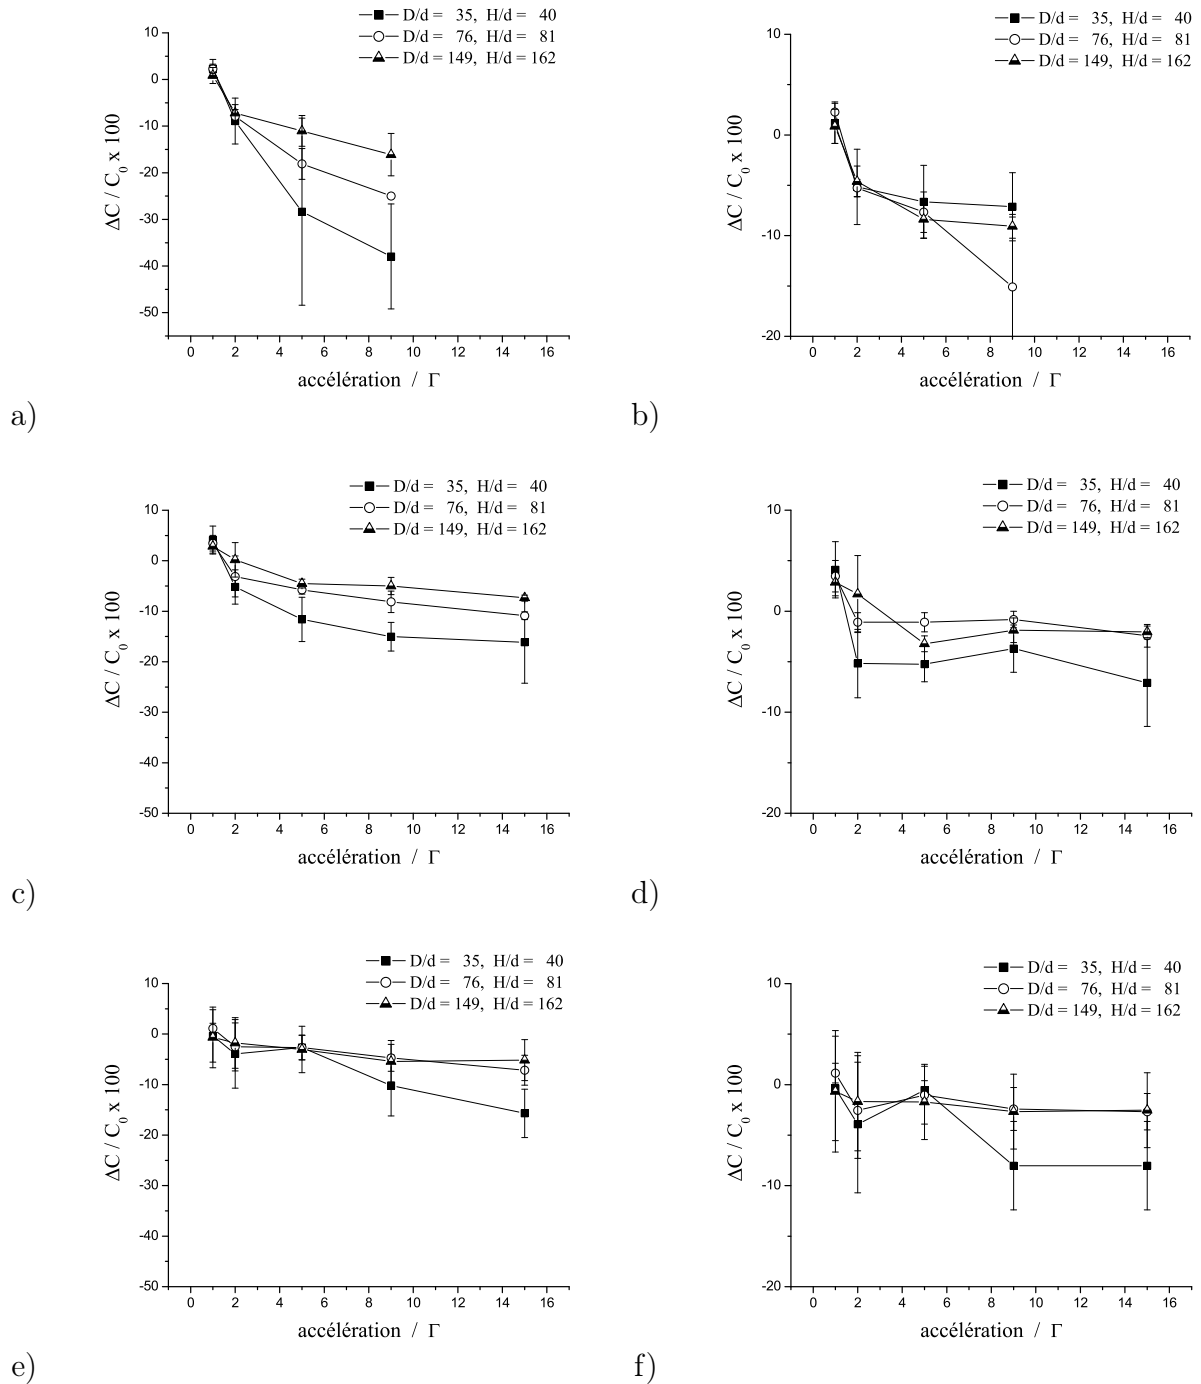 D/d = 35, H/d = 40
D/d = 76, H/d = 81
D/d = 149, H/d = 162
10
0
-10
-20
-30
-40
-50
ΔC / C₀ x 100
0 2 4 6 8 10 12 14 16
accélération / Γ
a)
D/d = 35, H/d = 40
D/d = 76, H/d = 81
D/d = 149, H/d = 162
10
0
-10
-20
ΔC / C₀ x 100
0 2 4 6 8 10 12 14 16
accélération / Γ
b)
D/d = 35, H/d = 40
D/d = 76, H/d = 81
D/d = 149, H/d = 162
10
0
-10
-20
-30
-40
-50
ΔC / C₀ x 100
0 2 4 6 8 10 12 14 16
accélération / Γ
c)
D/d = 35, H/d = 40
D/d = 76, H/d = 81
D/d = 149, H/d = 162
10
0
-10
-20
ΔC / C₀ x 100
0 2 4 6 8 10 12 14 16
accélération / Γ
d)
D/d = 35, H/d = 40
D/d = 76, H/d = 81
D/d = 149, H/d = 162
10
0
-10
-20
-30
-40
-50
ΔC / C₀ x 100
0 2 4 6 8 10 12 14 16
accélération / Γ
e)
D/d = 35, H/d = 40
D/d = 76, H/d = 81
D/d = 149, H/d = 162
10
0
-10
-20
ΔC / C₀ x 100
0 2 4 6 8 10 12 14 16
accélération / Γ
f)